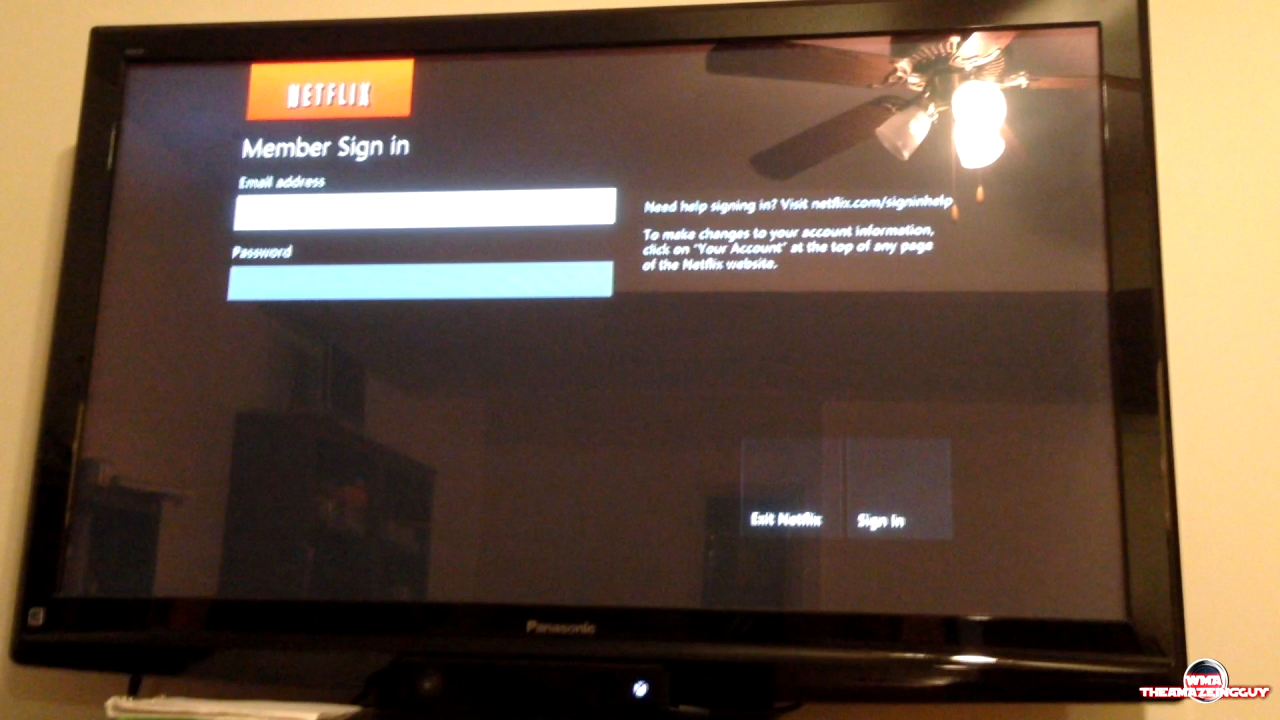 NETFLIX
Member Sign in
Email address
Need help signing in? Visit netflix.com/signinhelp
To make changes to your account information,
click on "Your Account" at the top of any page
of the Netflix website.
Password
Exit Netflix
Sign In
Panasonic
WMA
THEAMAZEINGGUY